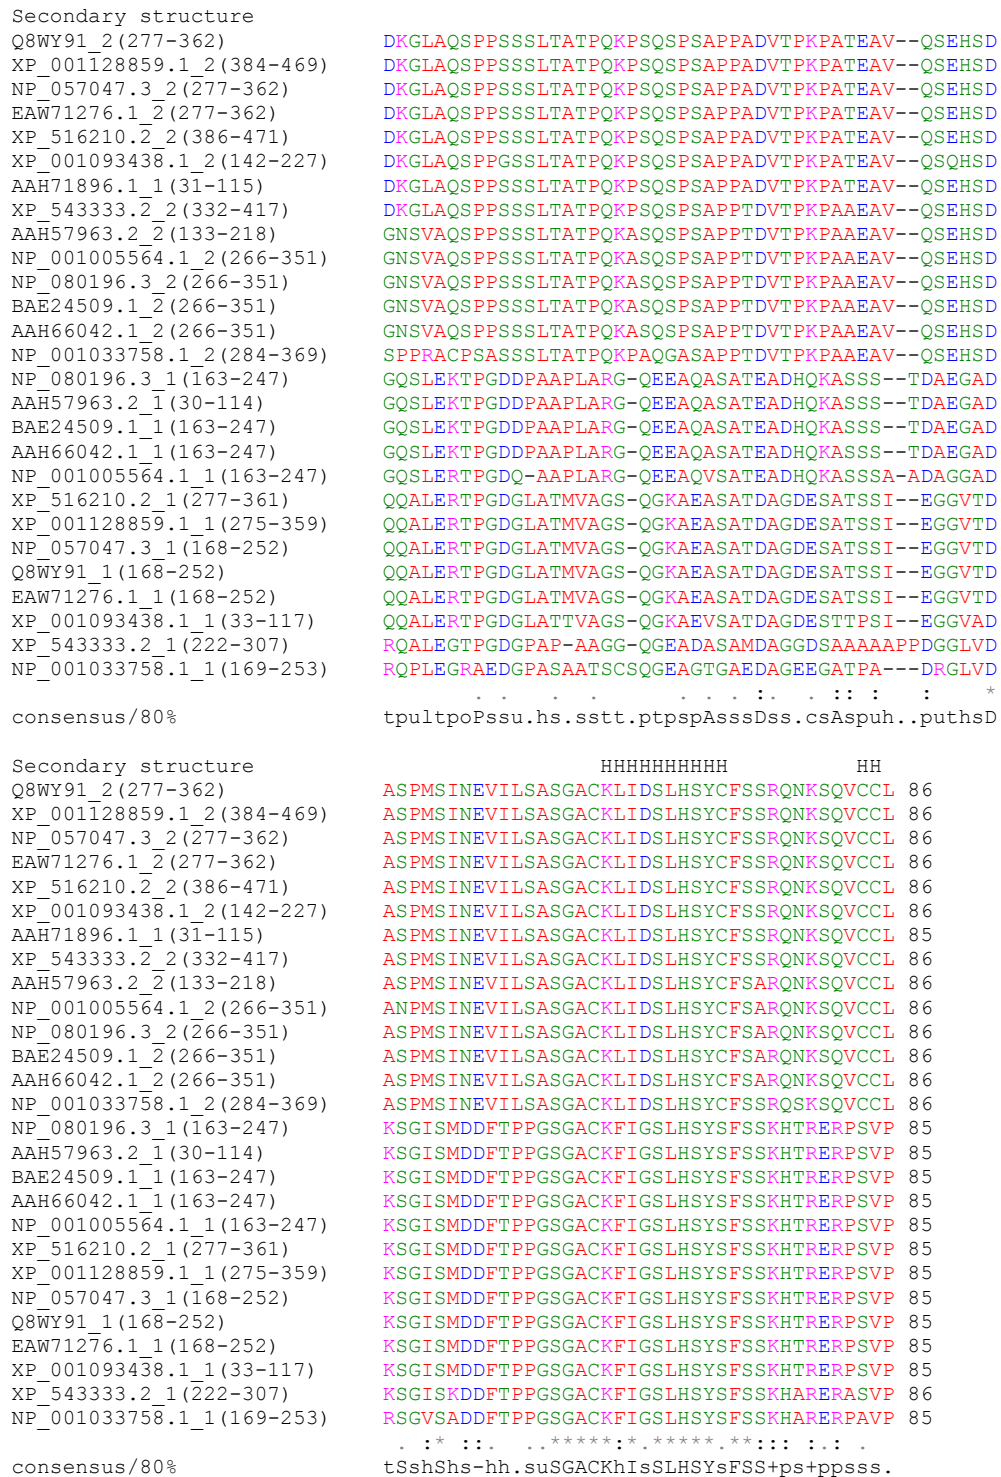 Secondary structure
Q8WY91_2(277-362) DKGLAQSPPSSSLTATPQKPSQSPSAPPADVTPKPATEAV--QSEHSD
XP_001128859.1_2(384-469) DKGLAQSPPSSSLTATPQKPSQSPSAPPADVTPKPATEAV--QSEHSD
NP_057047.3_2(277-362) DKGLAQSPPSSSLTATPQKPSQSPSAPPADVTPKPATEAV--QSEHSD
EAW71276.1_2(277-362) DKGLAQSPPSSSLTATPQKPSQSPSAPPADVTPKPATEAV--QSEHSD
XP_516210.2_2(386-471) DKGLAQSPPSSSLTATPQKPSQSPSAPPADVTPKPATEAV--QSEHSD
XP_001093438.1_2(142-227) DKGLAQSPPGSSLTATPQKPSQSPSAPPADVTPKPATEAV--QSQHSD
AAH71896.1_1(31-115) DKGLAQSPPSSSLTATPQKPSQSPSAPPADVTPKPATEAV--QSEHSD
XP_543333.2_2(332-417) DKGLAQSPPSSSLTATPQKPSQSPSAPPTDVTPKPAAEAV--QSEHSD
AAH57963.2_2(133-218) GNSVAQSPPSSSLTATPQKASQSPSAPPTDVTPKPAAEAV--QSEHSD
NP_001005564.1_2(266-351) GNSVAQSPPSSSLTATPQKASQSPSAPPTDVTPKPAAEAV--QSEHSD
NP_080196.3_2(266-351) GNSVAQSPPSSSLTATPQKASQSPSAPPTDVTPKPAAEAV--QSEHSD
BAE24509.1_2(266-351) GNSVAQSPPSSSLTATPQKASQSPSAPPTDVTPKPAAEAV--QSEHSD
AAH66042.1_2(266-351) GNSVAQSPPSSSLTATPQKASQSPSAPPTDVTPKPAAEAV--QSEHSD
NP_001033758.1_2(284-369) SPPRACPSASSSLTATPQKPAQGASAPPTDVTPKPAAEAV--QSEHSD
NP_080196.3_1(163-247) GQSLEKTPGDDPAAPLARG-QEEAQASATEADHQKASSS--TDAEGAD
AAH57963.2_1(30-114) GQSLEKTPGDDPAAPLARG-QEEAQASATEADHQKASSS--TDAEGAD
BAE24509.1_1(163-247) GQSLEKTPGDDPAAPLARG-QEEAQASATEADHQKASSS--TDAEGAD
AAH66042.1_1(163-247) GQSLEKTPGDDPAAPLARG-QEEAQASATEADHQKASSS--TDAEGAD
NP_001005564.1_1(163-247) GQSLERTPGDQ-AAPLARG-QEEAQVSATEADHQKASSSA-ADAGGAD
XP_516210.2_1(277-361) QQALERTPGDGLATMVAGS-QGKAEASATDAGDESATSSI--EGGVTD
XP_001128859.1_1(275-359) QQALERTPGDGLATMVAGS-QGKAEASATDAGDESATSSI--EGGVTD
NP_057047.3_1(168-252) QQALERTPGDGLATMVAGS-QGKAEASATDAGDESATSSI--EGGVTD
Q8WY91_1(168-252) QQALERTPGDGLATMVAGS-QGKAEASATDAGDESATSSI--EGGVTD
EAW71276.1_1(168-252) QQALERTPGDGLATMVAGS-QGKAEASATDAGDESATSSI--EGGVTD
XP_001093438.1_1(33-117) QQALERTPGDGLATTVAGS-QGKAEVSATDAGDESTTPSI--EGGVAD
XP_543333.2_1(222-307) RQALEGTPGDGPAP-AAGG-QGEADASAMDAGGDSAAAAAPPDGGLVD
NP_001033758.1_1(169-253) RQPLEGRAEDGPASAATSCSQGEAGTGAEDAGEEGATPA---DRGLVD
. . . . . . . :. . :: : : *
consensus/80% tpultpoPssu.hs.sstt.ptpspAsssDss.csAspuh..puthsD
Secondary structure HHHHHHHHHH HH
Q8WY91_2(277-362) ASPMSINEVILSASGACKLIDSLHSYCFSSRQNKSQVCCL 86
XP_001128859.1_2(384-469) ASPMSINEVILSASGACKLIDSLHSYCFSSRQNKSQVCCL 86
NP_057047.3_2(277-362) ASPMSINEVILSASGACKLIDSLHSYCFSSRQNKSQVCCL 86
EAW71276.1_2(277-362) ASPMSINEVILSASGACKLIDSLHSYCFSSRQNKSQVCCL 86
XP_516210.2_2(386-471) ASPMSINEVILSASGACKLIDSLHSYCFSSRQNKSQVCCL 86
XP_001093438.1_2(142-227) ASPMSINEVILSASGACKLIDSLHSYCFSSRQNKSQVCCL 86
AAH71896.1_1(31-115) ASPMSINEVILSASGACKLIDSLHSYCFSSRQNKSQVCCL 85
XP_543333.2_2(332-417) ASPMSINEVILSASGACKLIDSLHSYCFSSRQNKSQVCCL 86
AAH57963.2_2(133-218) ASPMSINEVILSASGACKLIDSLHSYCFSARQNKSQVCCL 86
NP_001005564.1_2(266-351) ANPMSINEVILSASGACKLIDSLHSYCFSARQNKSQVCCL 86
NP_080196.3_2(266-351) ASPMSINEVILSASGACKLIDSLHSYCFSARQNKSQVCCL 86
BAE24509.1_2(266-351) ASPMSINEVILSASGACKLIDSLHSYCFSARQNKSQVCCL 86
AAH66042.1_2(266-351) ASPMSINEVILSASGACKLIDSLHSYCFSARQNKSQVCCL 86
NP_001033758.1_2(284-369) ASPMSINEVILSASGACKLIDSLHSYCFSSRQSKSQVCCL 86
NP_080196.3_1(163-247) KSGISMDDFTPPGSGACKFIGSLHSYSFSSKHTRERPSVP 85
AAH57963.2_1(30-114) KSGISMDDFTPPGSGACKFIGSLHSYSFSSKHTRERPSVP 85
BAE24509.1_1(163-247) KSGISMDDFTPPGSGACKFIGSLHSYSFSSKHTRERPSVP 85
AAH66042.1_1(163-247) KSGISMDDFTPPGSGACKFIGSLHSYSFSSKHTRERPSVP 85
NP_001005564.1_1(163-247) KSGISMDDFTPPGSGACKFIGSLHSYSFSSKHTRERPSVP 85
XP_516210.2_1(277-361) KSGISMDDFTPPGSGACKFIGSLHSYSFSSKHTRERPSVP 85
XP_001128859.1_1(275-359) KSGISMDDFTPPGSGACKFIGSLHSYSFSSKHTRERPSVP 85
NP_057047.3_1(168-252) KSGISMDDFTPPGSGACKFIGSLHSYSFSSKHTRERPSVP 85
Q8WY91_1(168-252) KSGISMDDFTPPGSGACKFIGSLHSYSFSSKHTRERPSVP 85
EAW71276.1_1(168-252) KSGISMDDFTPPGSGACKFIGSLHSYSFSSKHTRERPSVP 85
XP_001093438.1_1(33-117) KSGISMDDFTPPGSGACKFIGSLHSYSFSSKHTRERPSVP 85
XP_543333.2_1(222-307) KSGISKDDFTPPGSGACKFIGSLHSYSFSSKHARERASVP 86
NP_001033758.1_1(169-253) RSGVSADDFTPPGSGACKFIGSLHSYSFSSKHARERPAVP 85
. :* ::. ..*****:*.*****.**::: :.: .
consensus/80% tSshShs-hh.suSGACKhIsSLHSYsFSS+ps+ppsss.